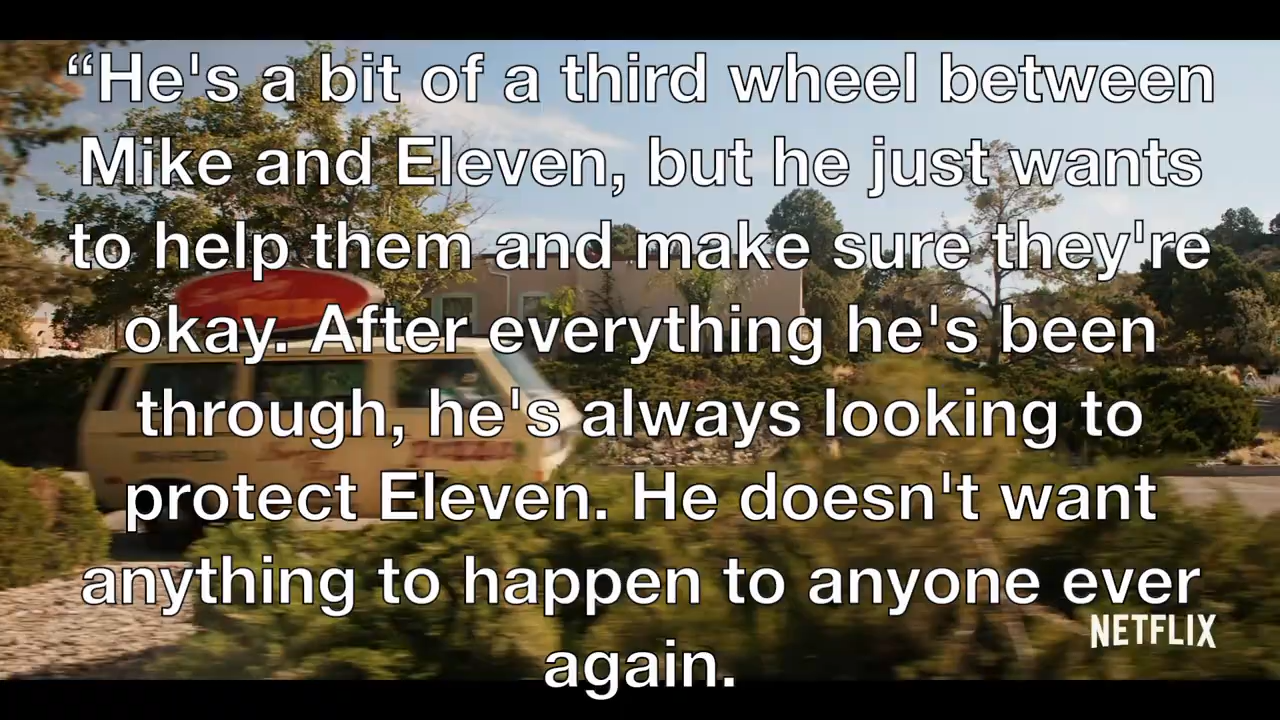 “He's a bit of a third wheel between
Mike and Eleven, but he just wants
to help them and make sure they're
okay. After everything he's been
through, he's always looking to
protect Eleven. He doesn't want
anything to happen to anyone ever
again.
NETFLIX